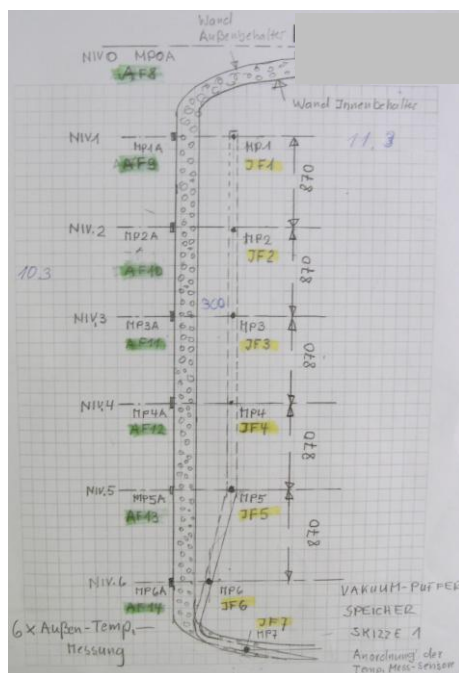 Wand
Außenbehälter
NIVO MPOA
AF8
Wand Innenbehälter
NIV.1
MP1A
MP1
11,3
AF9
JF1
870
NIV.2
MP2A
MP2
AF10
JF2
870
10.3
300
NIV.3
MP3A
MP3
AF11
JF3
870
NIV.4
MP4A
MP4
AF12
JF4
870
NIV.5
MP5A
MP5
AF13
JF5
870
NIV.6
MP6A
MP6
AF14
JF6
JF7
MP7
6x Außen-Temp.
Messung
VAKUUM-PUFFER
SPEICHER
SKIZZE 1
Anordnung der
Temp. Mess-Sensoren